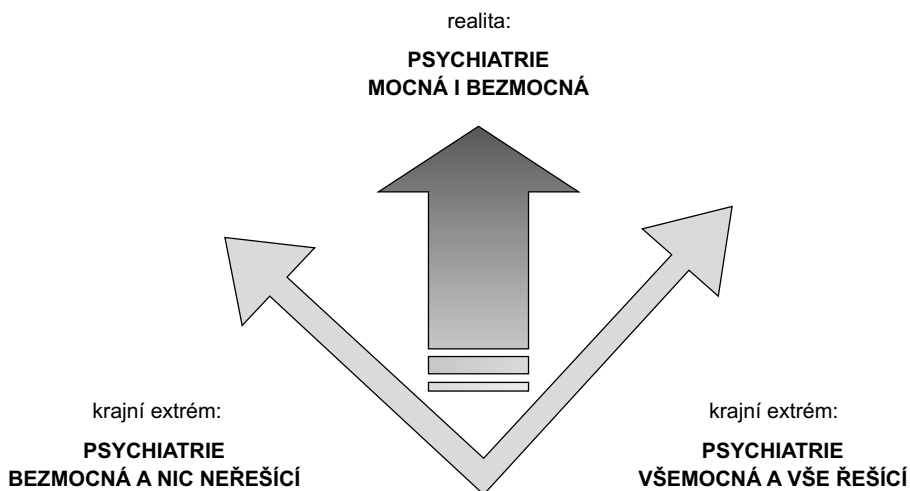 realita:
PSYCHIATRIE
MOCNÁ I BEZMOCNÁ
krajní extrém:
PSYCHIATRIE
BEZMOCNÁ A NIC NEŘEŠÍCÍ
krajní extrém:
PSYCHIATRIE
VŠEMOCNÁ A VŠE ŘEŠÍCÍ